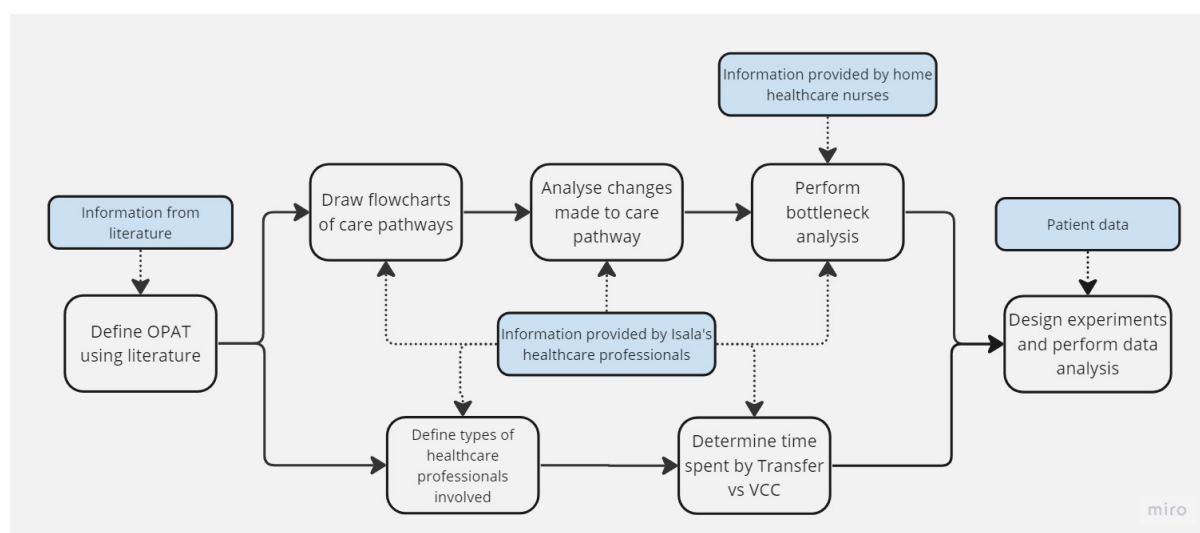 Information provided by home
healthcare nurses
Information from
literature
Draw flowcharts
of care pathways
Analyse changes
made to care
pathway
Perform
bottleneck
analysis
Patient data
Define OPAT
using literature
Information provided by Isala's
healthcare professionals
Design experiments
and perform data
analysis
Define types of
healthcare
professionals
involved
Determine time
spent by Transfer
vs VCC
miro